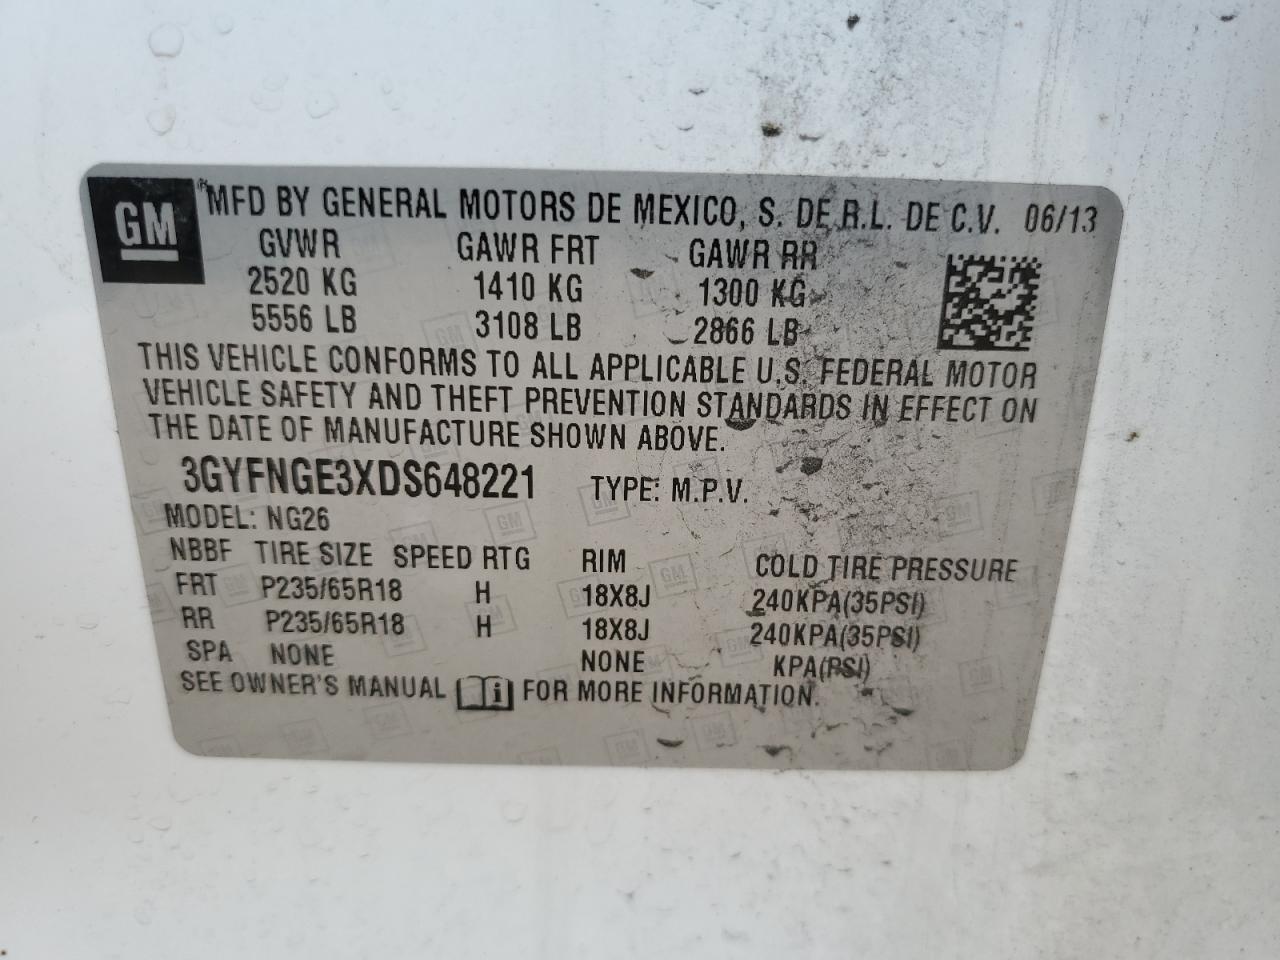 GM
MFD BY GENERAL MOTORS DE MEXICO, S. DE R.L. DE C.V. 06/13
GVWR GAWR FRT GAWR RR
2520 KG 1410 KG 1300 KG
5556 LB 3108 LB 2866 LB
THIS VEHICLE CONFORMS TO ALL APPLICABLE U.S. FEDERAL MOTOR
VEHICLE SAFETY AND THEFT PREVENTION STANDARDS IN EFFECT ON
THE DATE OF MANUFACTURE SHOWN ABOVE.
3GYFNGE3XDS648221 TYPE: M.P.V.
MODEL: NG26
NBBF TIRE SIZE SPEED RTG RIM COLD TIRE PRESSURE
FRT P235/65R18 H 18X8J 240KPA(35PSI)
RR P235/65R18 H 18X8J 240KPA(35PSI)
SPA NONE NONE KPA(PSI)
SEE OWNER'S MANUAL i FOR MORE INFORMATION.